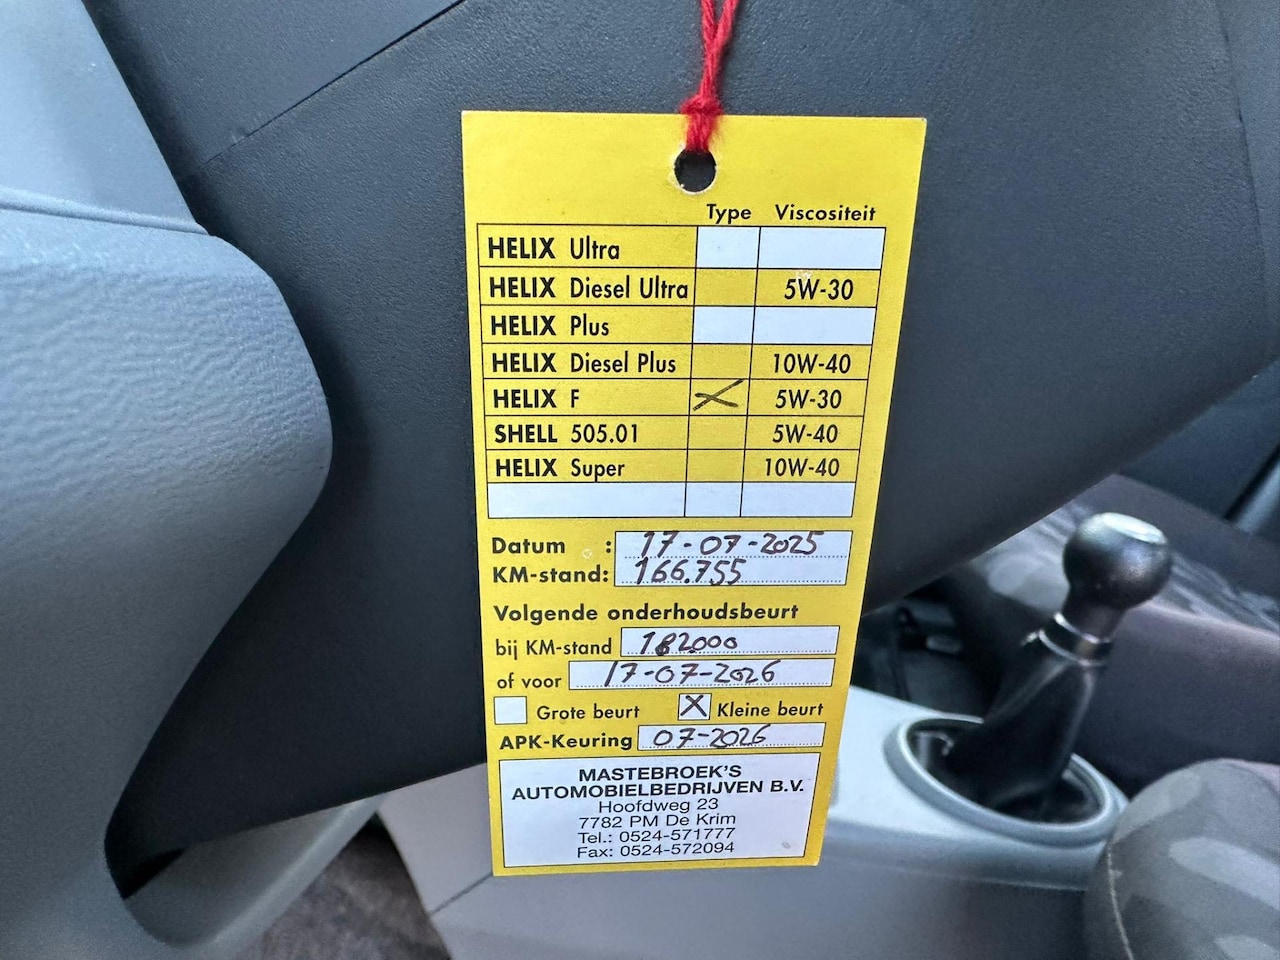 Type Viscositeit
HELIX Ultra
HELIX Diesel Ultra 5W-30
HELIX Plus
HELIX Diesel Plus 10W-40
HELIX F X 5W-30
SHELL 505.01 5W-40
HELIX Super 10W-40
Datum : 17-07-2025
KM-stand: 166.755
Volgende onderhoudsbeurt
bij KM-stand 182000
of voor 17-07-2026
Grote beurt X Kleine beurt
APK-Keuring 07-2026
MASTEBROEK'S
AUTOMOBIELBEDRIJVEN B.V.
Hoofdweg 23
7782 PM De Krim
Tel.: 0524-571777
Fax: 0524-572094